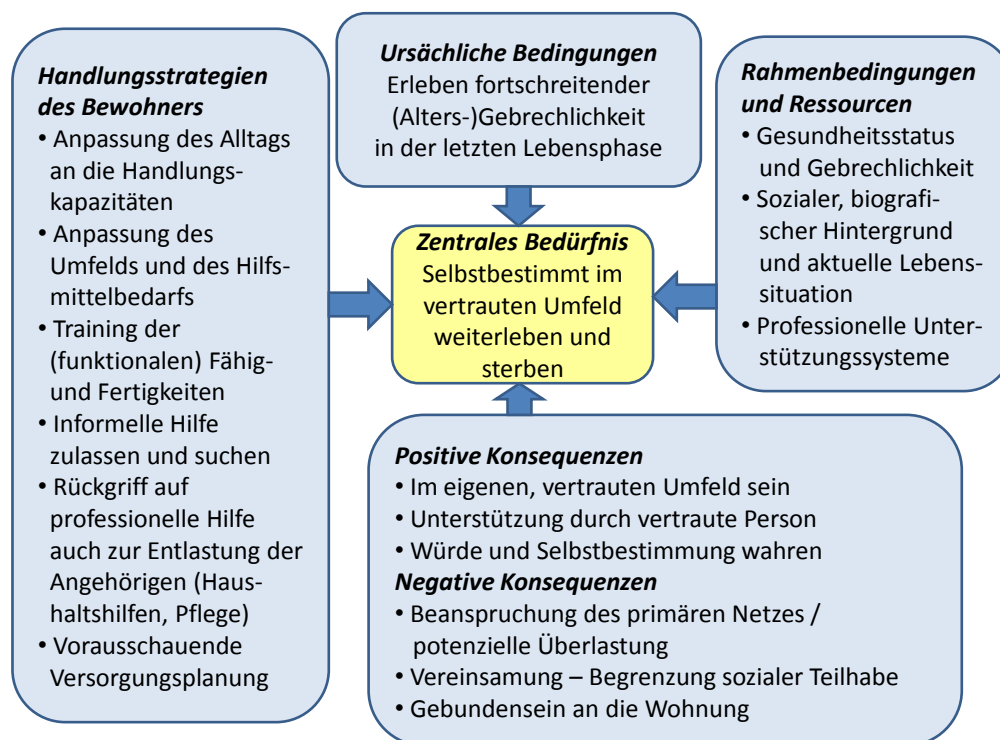 Handlungsstrategien
des Bewohners
• Anpassung des Alltags
an die Handlungs-
kapazitäten
• Anpassung des
Umfelds und des Hilfs-
mittelbedarfs
• Training der
(funktionalen) Fähig-
und Fertigkeiten
• Informelle Hilfe
zulassen und suchen
• Rückgriff auf
professionelle Hilfe
auch zur Entlastung der
Angehörigen (Haus-
haltshilfen, Pflege)
• Vorausschauende
Versorgungsplanung
Ursächliche Bedingungen
Erleben fortschreitender
(Alters-)Gebrechlichkeit
in der letzten Lebensphase
Zentrales Bedürfnis
Selbstbestimmt im
vertrauten Umfeld
weiterleben und
sterben
Rahmenbedingungen
und Ressourcen
• Gesundheitsstatus
und Gebrechlichkeit
• Sozialer, biografi-
scher Hintergrund
und aktuelle Lebens-
situation
• Professionelle Unter-
stützungssysteme
Positive Konsequenzen
• Im eigenen, vertrauten Umfeld sein
• Unterstützung durch vertraute Person
• Würde und Selbstbestimmung wahren
Negative Konsequenzen
• Beanspruchung des primären Netzes /
potenzielle Überlastung
• Vereinsamung – Begrenzung sozialer Teilhabe
• Gebundensein an die Wohnung